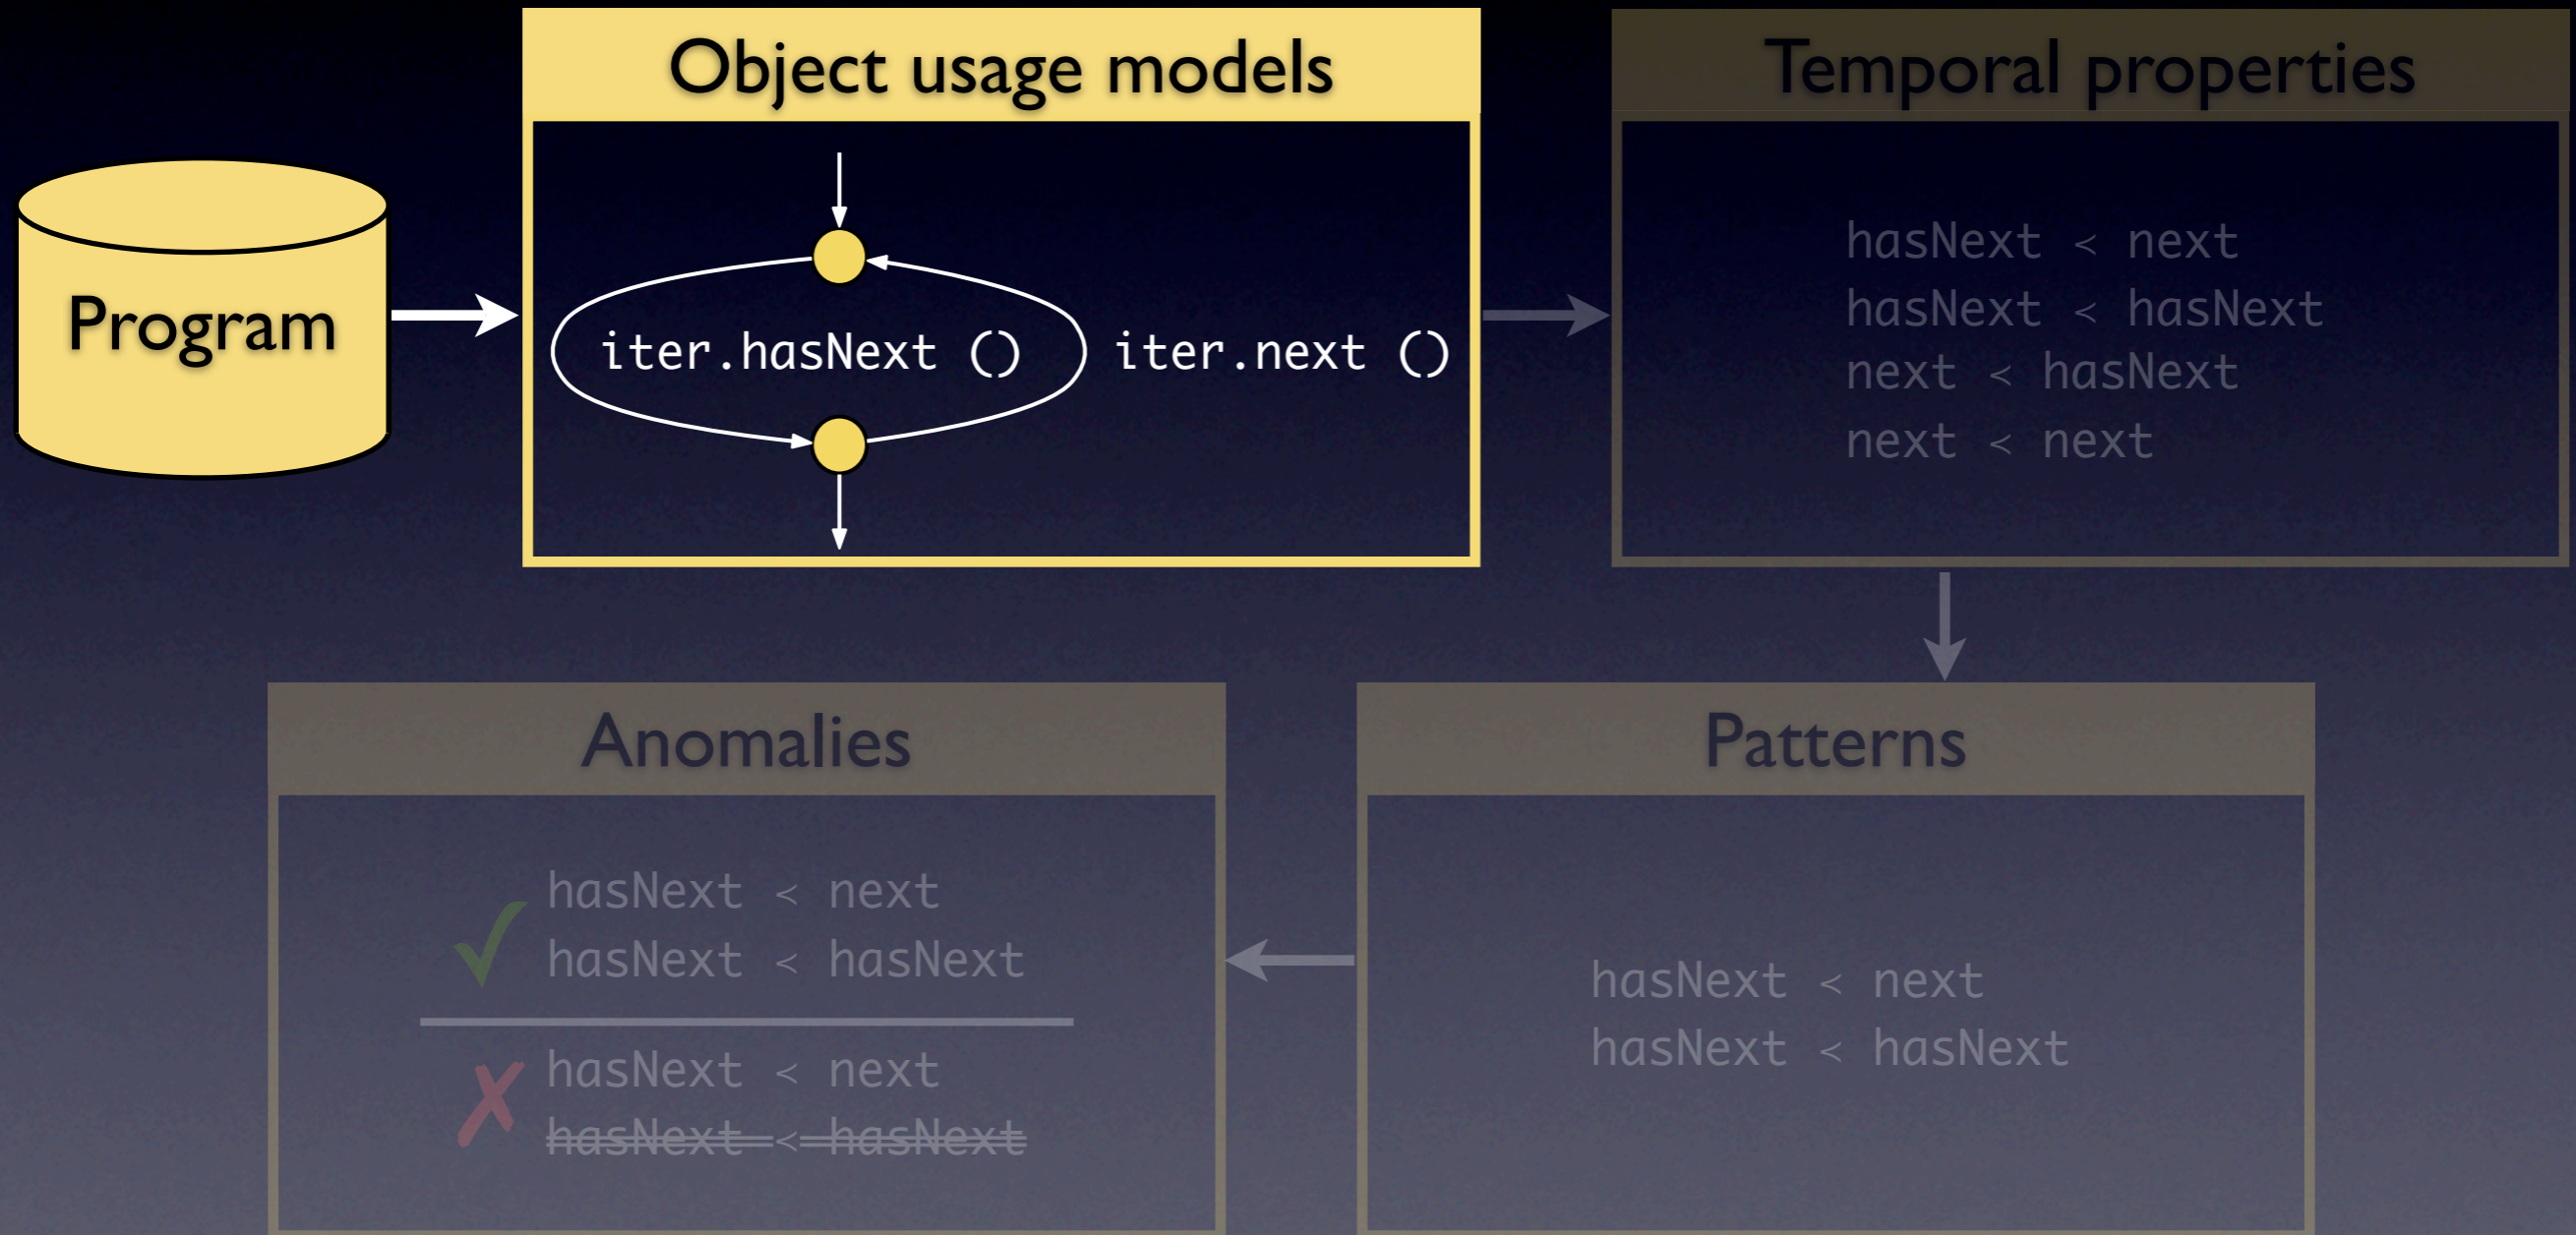 Program
Object usage models
iter.hasNext () iter.next ()
Temporal properties
hasNext < next
hasNext < hasNext
next < hasNext
next < next
Patterns
hasNext < next
hasNext < hasNext
Anomalies
✓ hasNext < next
hasNext < hasNext
✗ hasNext < next
hasNext < hasNext